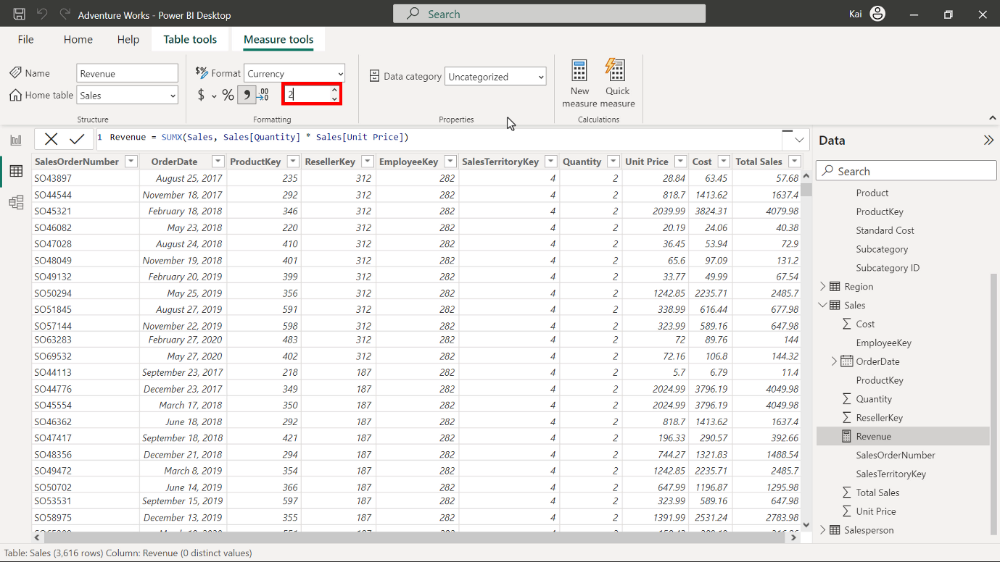 Adventure Works - Power BI Desktop
Search
Kai
File Home Help Table tools Measure tools
Name Revenue
Format Currency
Data category Uncategorized
New measure
Quick measure
Home table Sales
$ % 2
Structure Formatting Properties Calculations
1 Revenue = SUMX(Sales, Sales[Quantity] * Sales[Unit Price])
SalesOrderNumber OrderDate ProductKey ResellerKey EmployeeKey SalesTerritoryKey Quantity Unit Price Cost Total Sales
SO43897 August 25, 2017 235 312 282 4 2 28.84 63.45 57.68
SO44544 November 18, 2017 292 312 282 4 2 818.7 1413.62 1637.4
SO45321 February 18, 2018 346 312 282 4 2 2039.99 3824.31 4079.98
SO46082 May 23, 2018 220 312 282 4 2 20.19 24.06 40.38
SO47028 August 24, 2018 410 312 282 4 2 36.45 53.94 72.9
SO48049 November 19, 2018 401 312 282 4 2 65.6 97.09 131.2
SO49132 February 20, 2019 399 312 282 4 2 33.77 49.99 67.54
SO50294 May 25, 2019 356 312 282 4 2 1242.85 2235.71 2485.7
SO51845 August 27, 2019 591 312 282 4 2 338.99 616.44 677.98
SO57144 November 22, 2019 598 312 282 4 2 323.99 589.16 647.98
SO63283 February 27, 2020 483 312 282 4 2 72 89.76 144
SO69532 May 27, 2020 402 312 282 4 2 72.16 106.8 144.32
SO44113 September 23, 2017 218 187 282 4 2 5.7 6.79 11.4
SO44776 December 23, 2017 349 187 282 4 2 2024.99 3796.19 4049.98
SO45554 March 17, 2018 350 187 282 4 2 2024.99 3796.19 4049.98
SO46362 June 18, 2018 292 187 282 4 2 818.7 1413.62 1637.4
SO47417 September 18, 2018 421 187 282 4 2 196.33 290.57 392.66
SO48356 December 21, 2018 294 187 282 4 2 744.27 1321.83 1488.54
SO49472 March 8, 2019 354 187 282 4 2 1242.85 2235.71 2485.7
SO50702 June 14, 2019 366 187 282 4 2 647.99 1196.87 1295.98
SO53531 September 15, 2019 597 187 282 4 2 323.99 589.16 647.98
SO58975 December 13, 2019 355 187 282 4 2 1391.99 2531.24 2783.98
Data
Search
Product
ProductKey
Standard Cost
Subcategory
Subcategory ID
Region
Sales
Cost
EmployeeKey
OrderDate
ProductKey
Quantity
ResellerKey
Revenue
SalesOrderNumber
SalesTerritoryKey
Total Sales
Unit Price
Salesperson
Table: Sales (3,616 rows) Column: Revenue (0 distinct values)